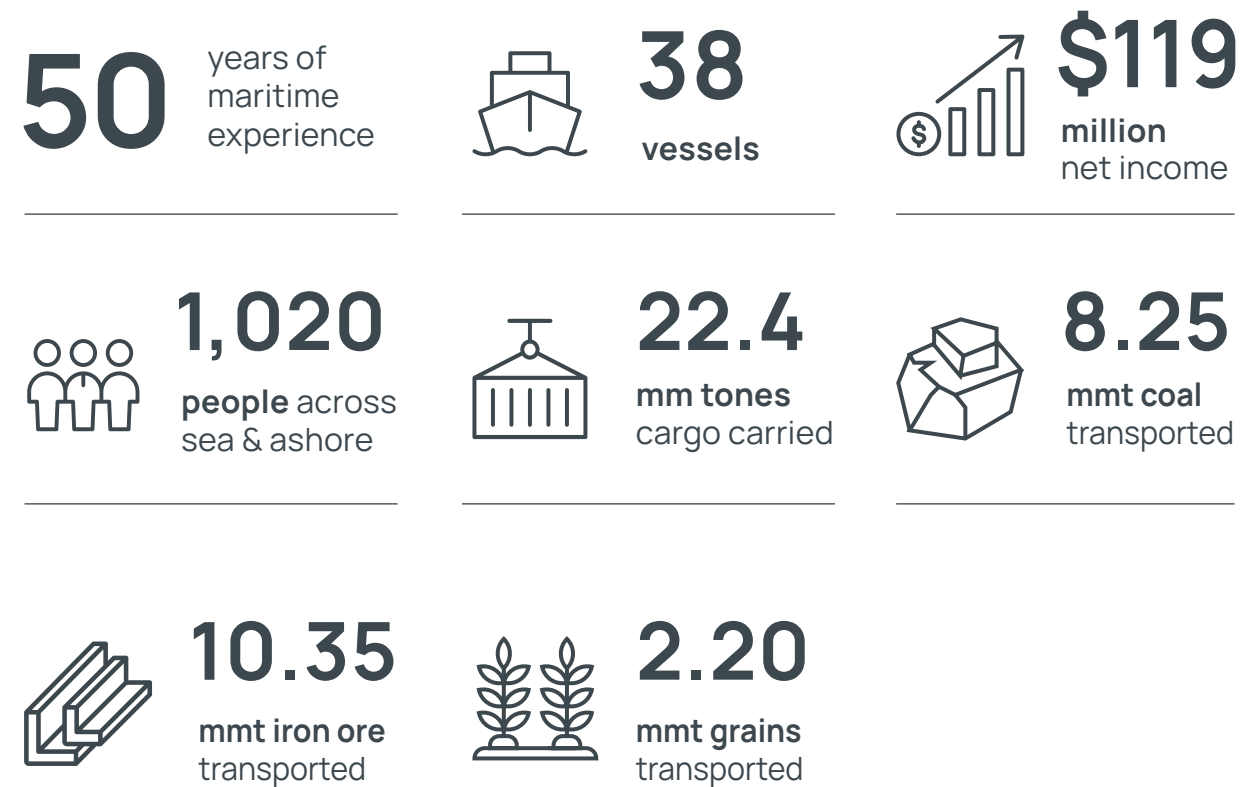 50
years of
maritime
experience
38
vessels
$119
million
net income
$
1,020
people across
sea & ashore
22.4
mm tones
cargo carried
8.25
mmt coal
transported
10.35
mmt iron ore
transported
2.20
mmt grains
transported